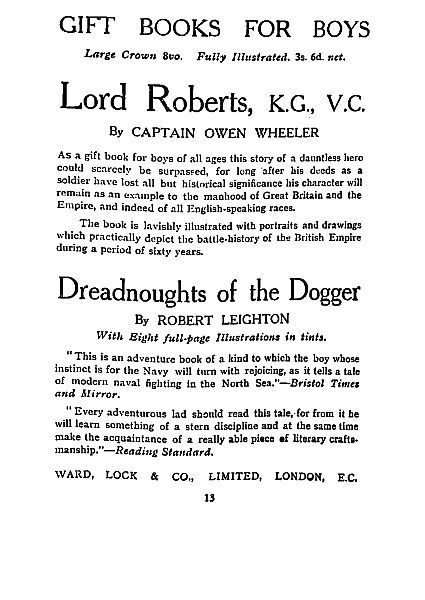 GIFT BOOKS FOR BOYS
Large Crown 8vo. Fully Illustrated. 3s. 6d. net.
Lord Roberts, K.G., V.C.
By CAPTAIN OWEN WHEELER
As a gift book for boys of all ages this story of a dauntless hero
could scarcely be surpassed, for long after his deeds as a
soldier have lost all but historical significance his character will
remain as an example to the manhood of Great Britain and the
Empire, and indeed of all English-speaking races.
The book is lavishly illustrated with portraits and drawings
which practically depict the battle-history of the British Empire
during a period of sixty years.
Dreadnoughts of the Dogger
By ROBERT LEIGHTON
With Eight full-page Illustrations in tints.
"This is an adventure book of a kind to which the boy whose
instinct is for the Navy will turn with rejoicing, as it tells a tale
of modern naval fighting in the North Sea."—Bristol Times
and Mirror.
"Every adventurous lad should read this tale, for from it he
will learn something of a stern discipline and at the same time
make the acquaintance of a really able piece of literary crafts-
manship."—Reading Standard.
WARD, LOCK & CO., LIMITED, LONDON, E.C.
13